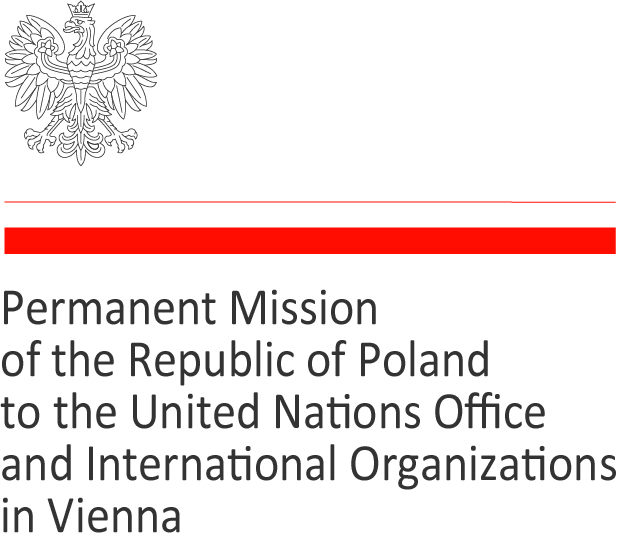 Permanent Mission
of the Republic of Poland
to the United Nations Office
and International Organizations
in Vienna